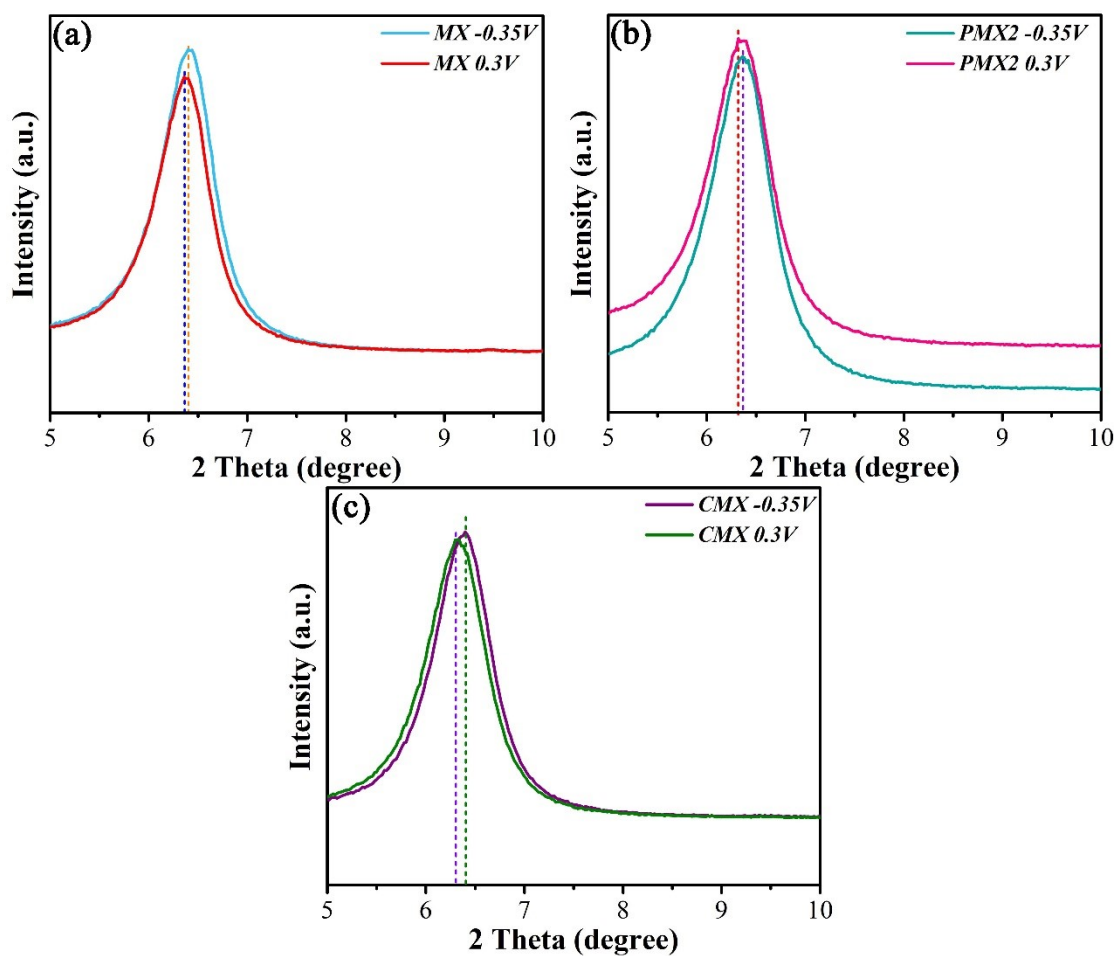 (a)
MX -0.35V
MX 0.3V
Intensity (a.u.)
5 6 7 8 9 10
2 Theta (degree)
(b)
PMX2 -0.35V
PMX2 0.3V
Intensity (a.u.)
5 6 7 8 9 10
2 Theta (degree)
(c)
CMX -0.35V
CMX 0.3V
Intensity (a.u.)
5 6 7 8 9 10
2 Theta (degree)